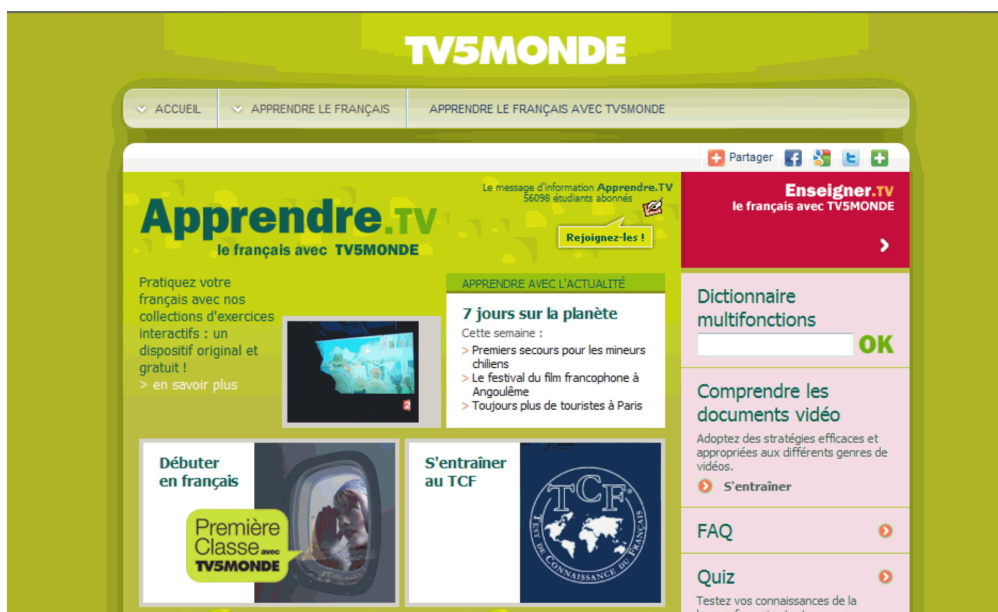 TV5MONDE
ACCUEIL
APPRENDRE LE FRANÇAIS
APPRENDRE LE FRANÇAIS AVEC TV5MONDE
Partager
Le message d'information Apprendre.TV
56098 étudiants abonnés
Rejoignez-les !
Apprendre.TV
le français avec TV5MONDE
Enseigner.TV
le français avec TV5MONDE
Pratiquez votre
français avec nos
collections d'exercices
interactifs : un
dispositif original et
gratuit !
> en savoir plus
2
APPRENDRE AVEC L'ACTUALITÉ
7 jours sur la planète
Cette semaine :
> Premiers secours pour les mineurs
chiliens
> Le festival du film francophone à
Angoulême
> Toujours plus de touristes à Paris
Dictionnaire
multifonctions
OK
Comprendre les
documents vidéo
Adoptez des stratégies efficaces et
appropriées aux différents genres de
vidéos.
S'entraîner
Débuter
en français
Première
Classe avec
TV5MONDE
S'entraîner
au TCF
TCF
TEST DE CONNAISSANCE DU FRANÇAIS
FAQ
Quiz
Testez vos connaissances de la